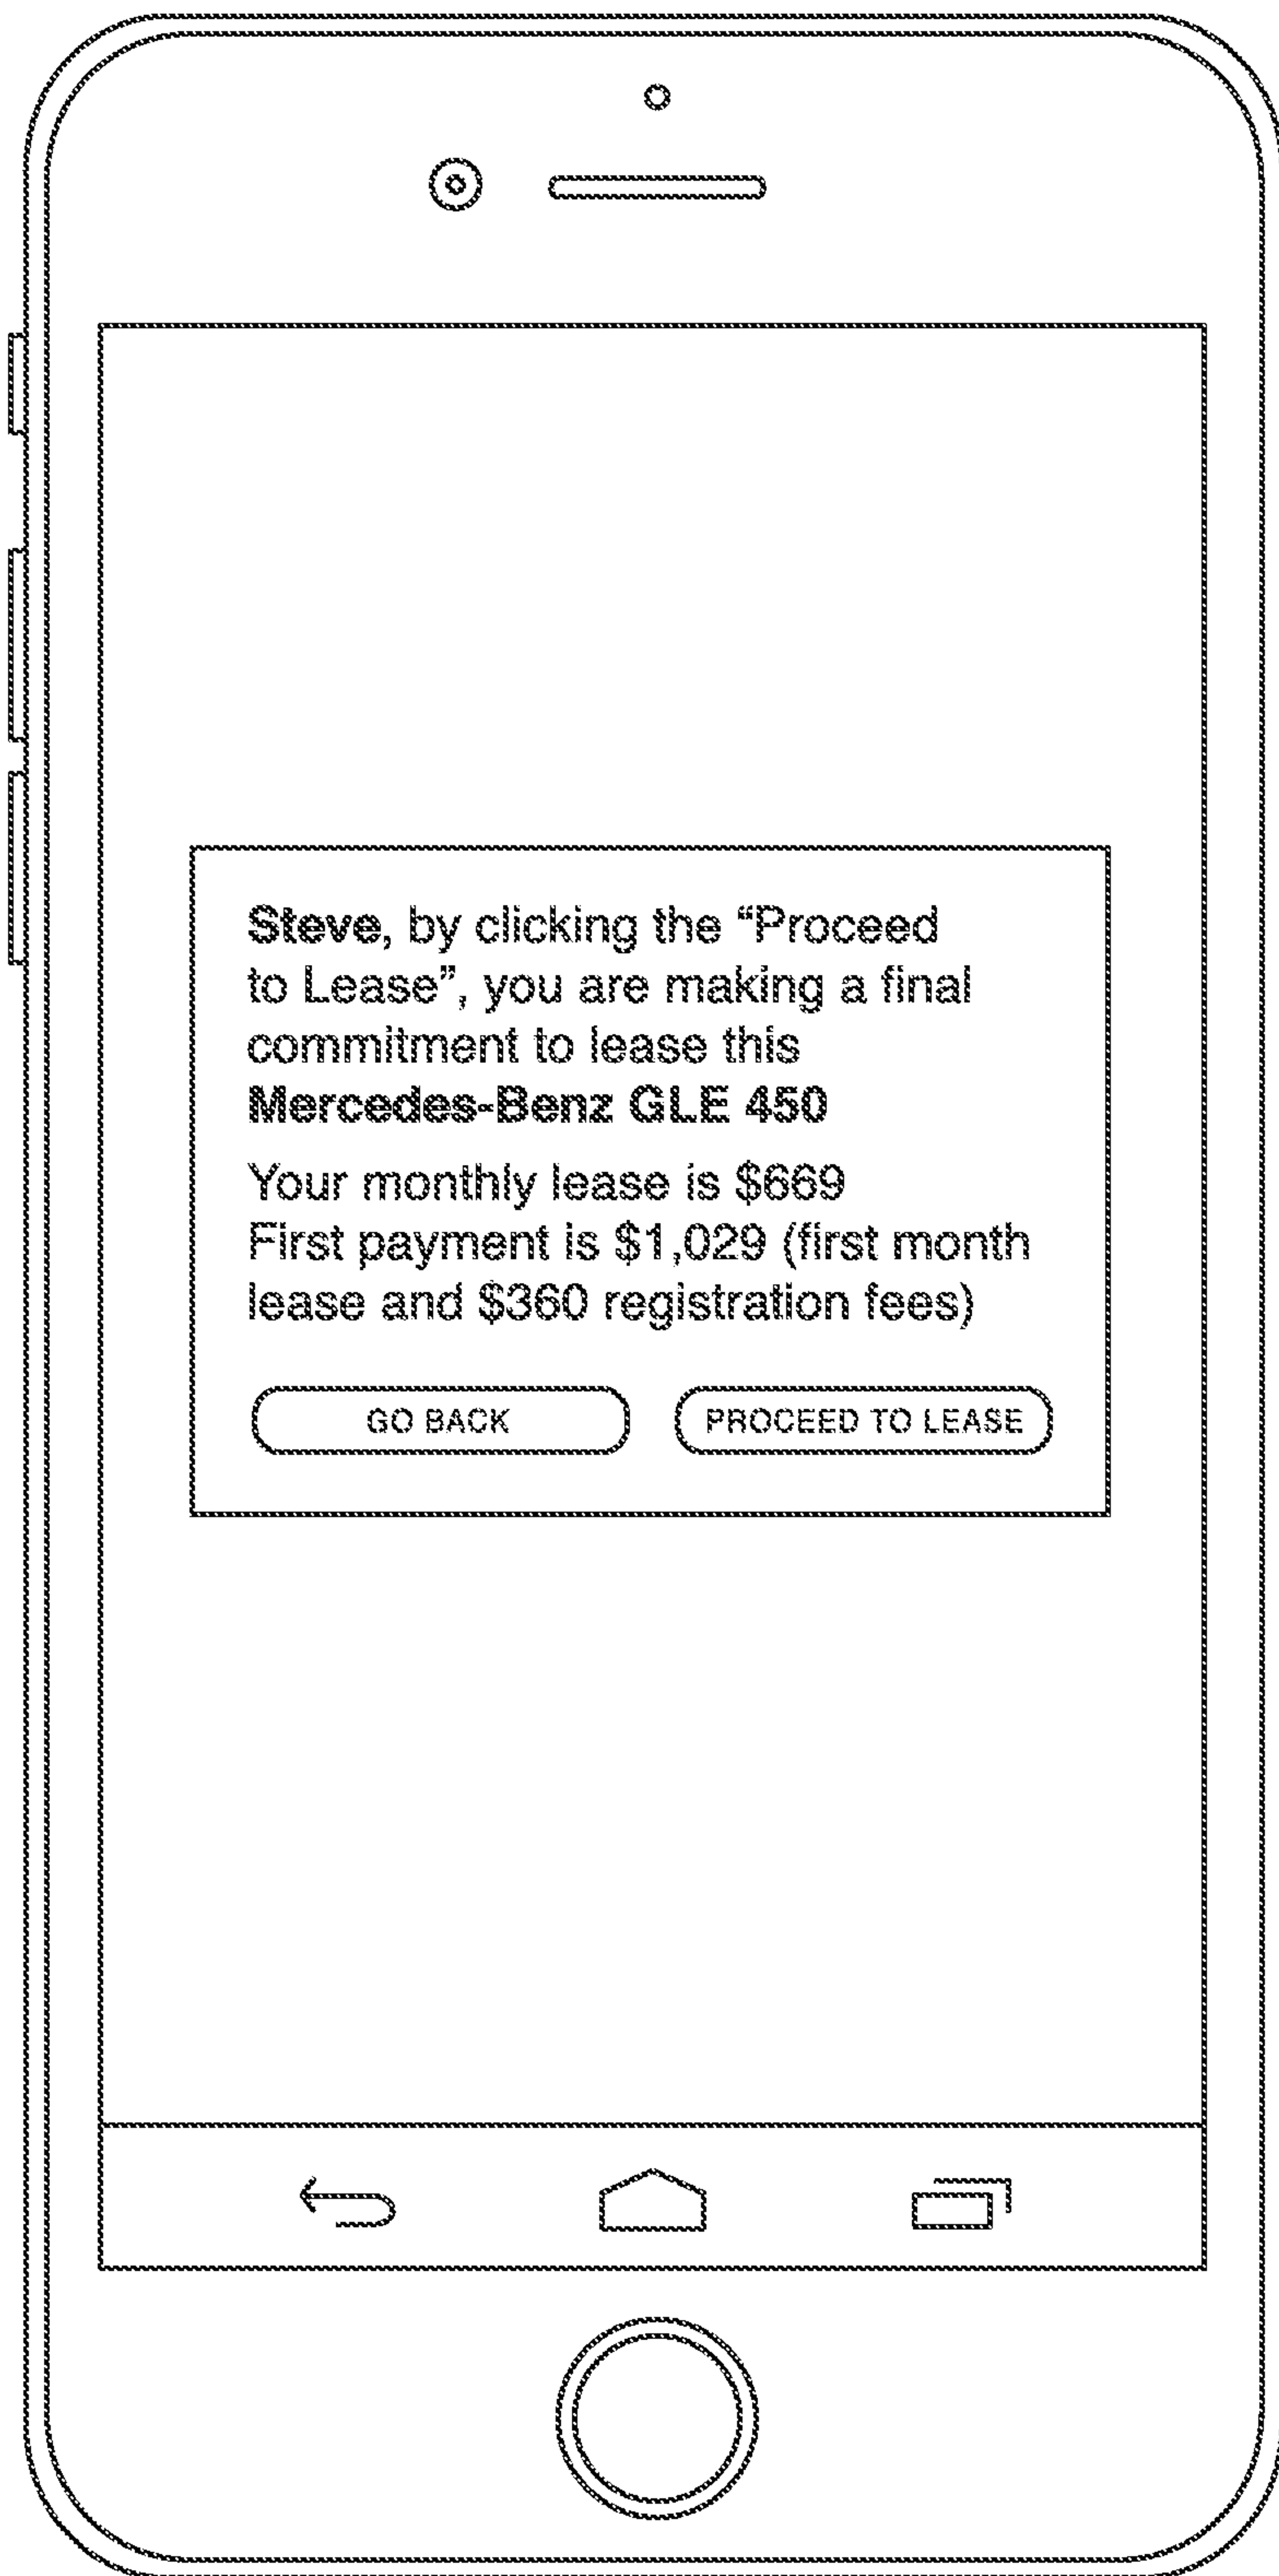 Steve, by clicking the “Proceed
to Lease”, you are making a final
commitment to lease this
Mercedes-Benz GLE 450
Your monthly lease is $669
First payment is $1,029 (first month
lease and $360 registration fees)
GO BACK
PROCEED TO LEASE